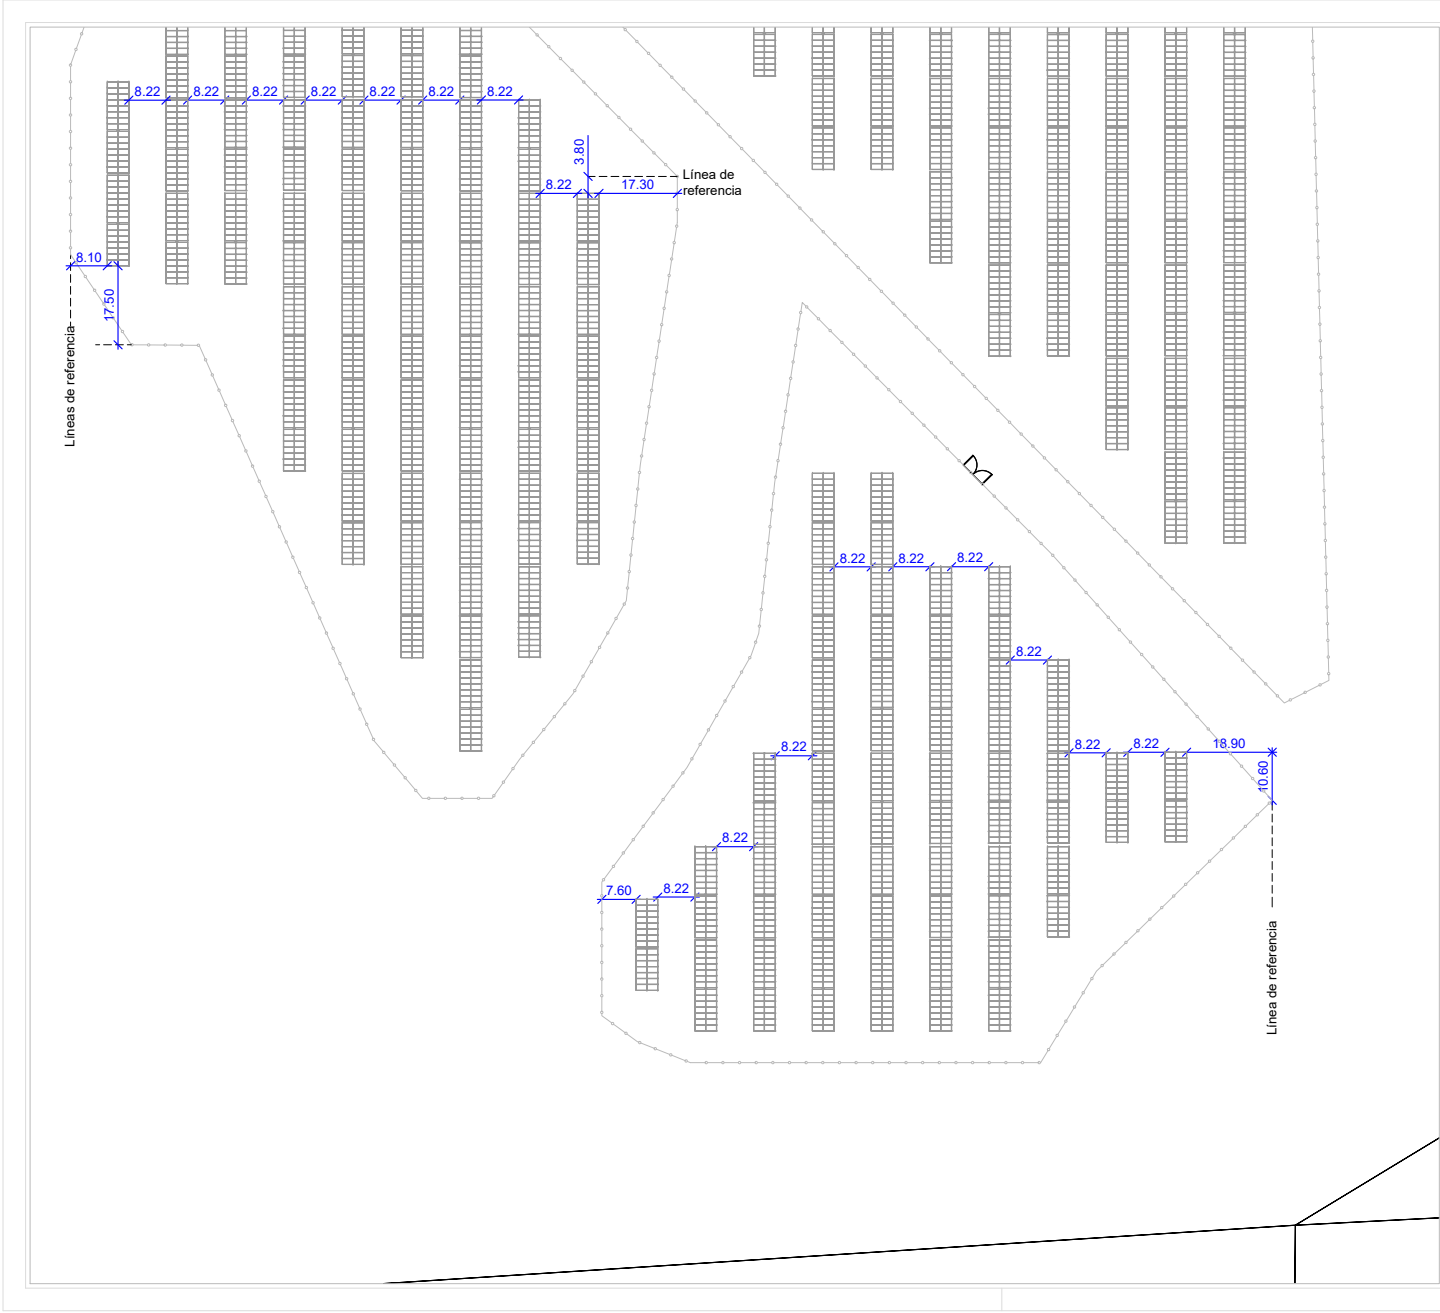 8.22 8.22 8.22 8.22 8.22 8.22 8.22
3.80
Línea de
referencia
8.22 17.30
8.10
17.50
Líneas de referencia
8.22 8.22 8.22
8.22
8.22
8.22 8.22 18.90
10.60
8.22
7.60 8.22
Línea de referencia